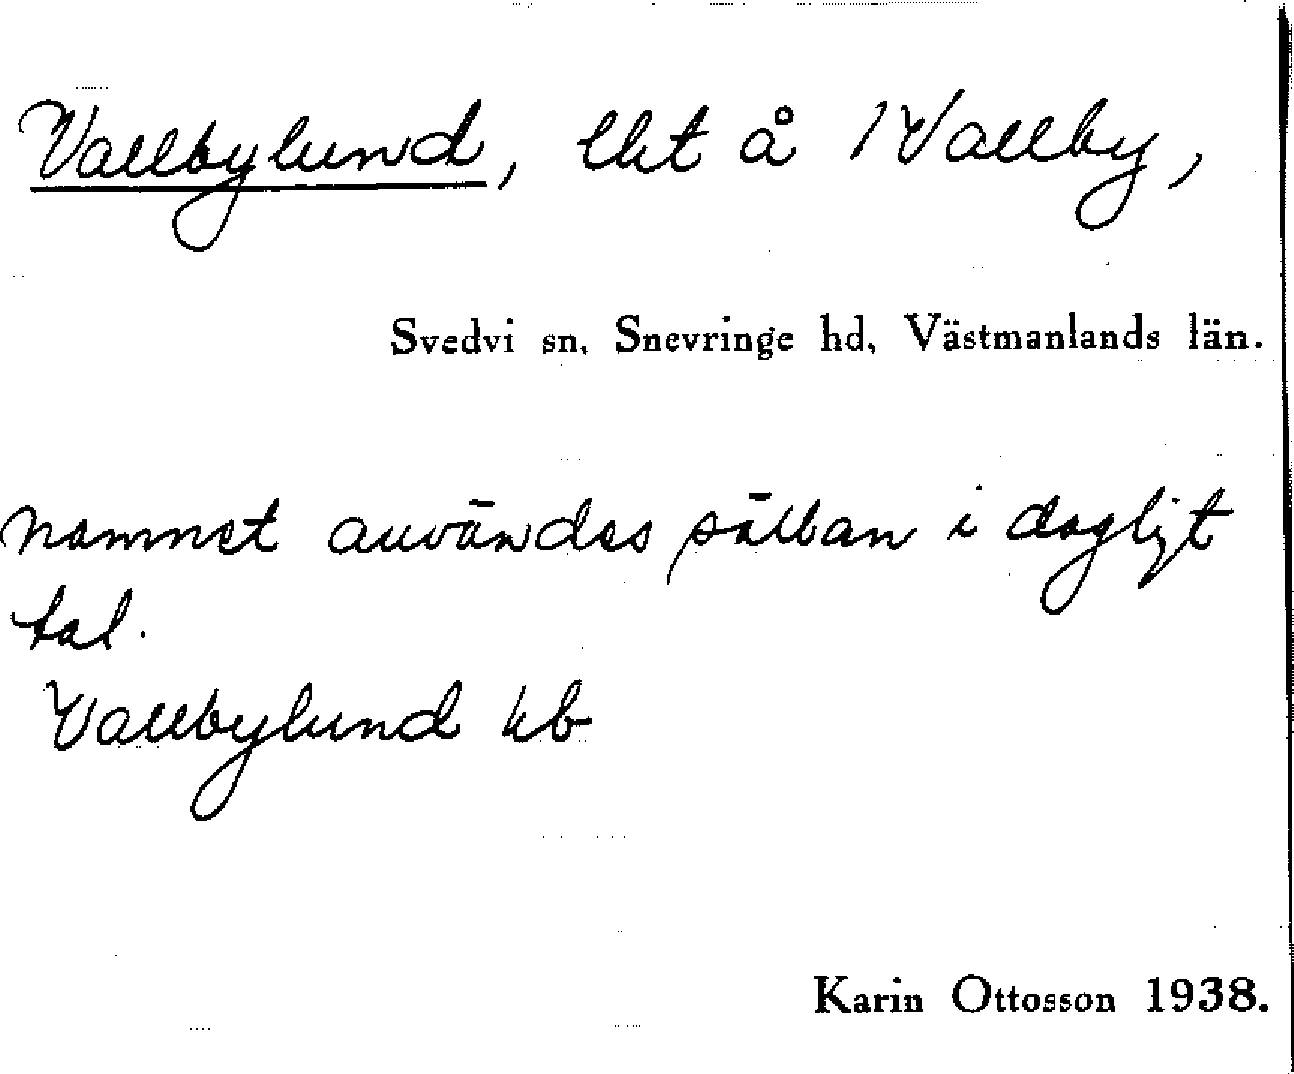 Vallbylund, lht å 1 Vallby,
Svedvi sn, Snevringe hd, Västmanlands län.
namnet användes sällan i dagligt
tal.
Vallbylund kb
Karin Ottosson 1938.